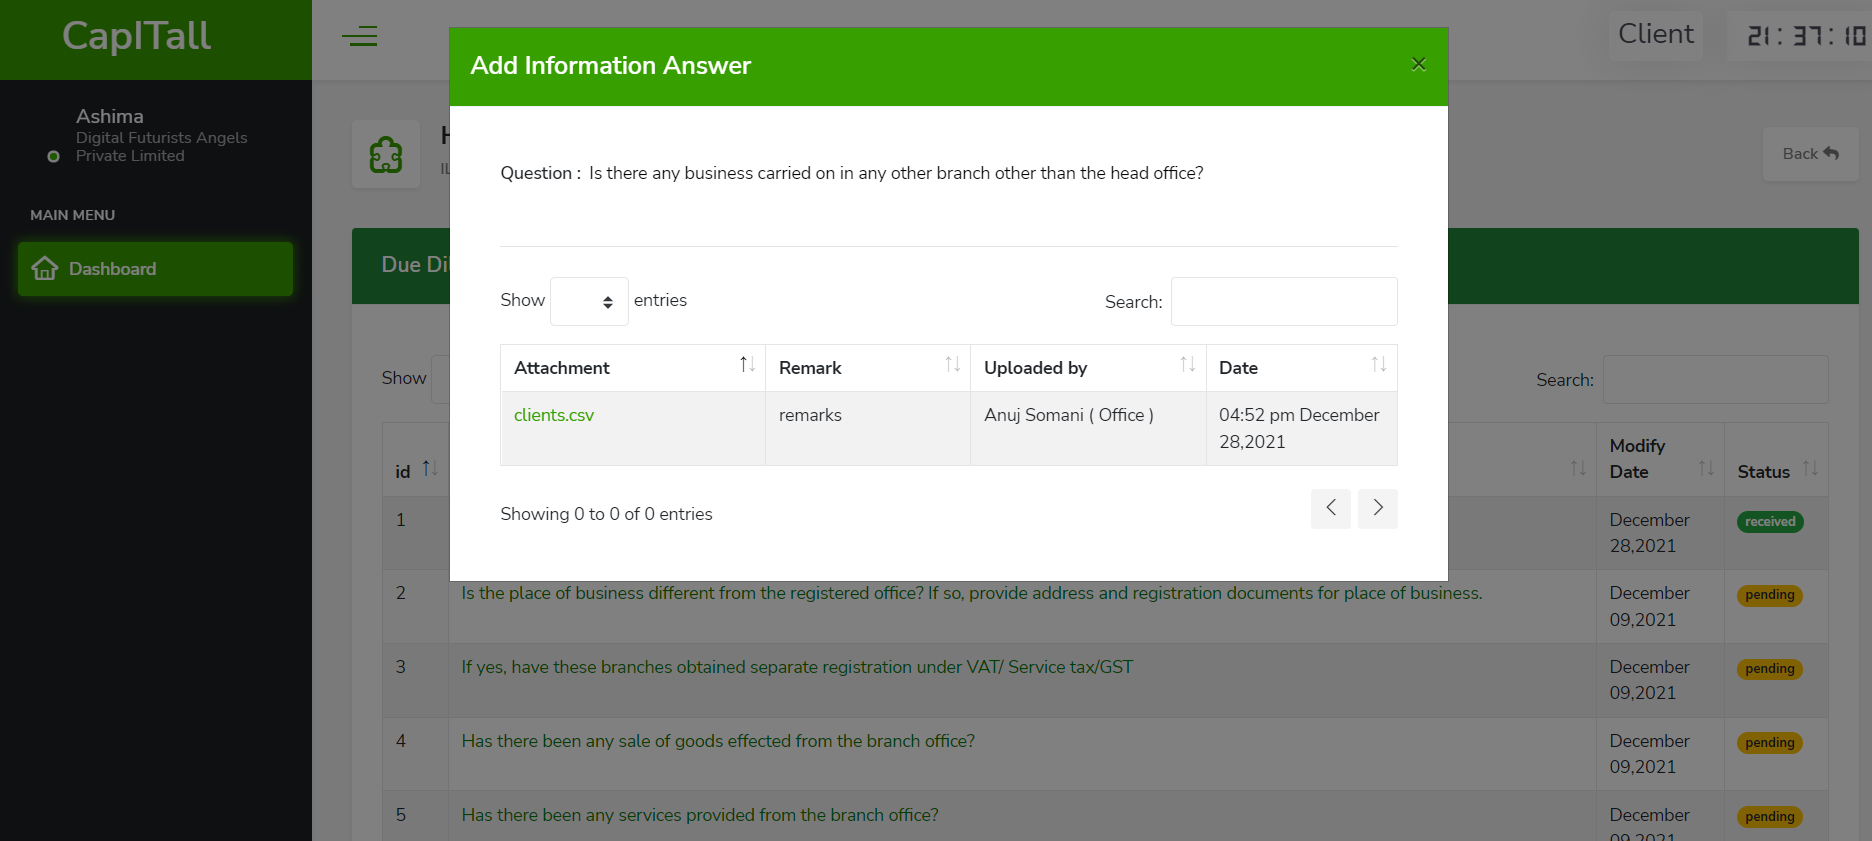 CapITall
Client
21:37:10
Add Information Answer
×
Ashima
Digital Futurists Angels
Private Limited
Back
MAIN MENU
Dashboard
Question : Is there any business carried on in any other branch other than the head office?
Due Dil
Show entries
Search:
Attachment Remark Uploaded by Date
clients.csv remarks Anuj Somani ( Office ) 04:52 pm December
28,2021
Showing 0 to 0 of 0 entries
Show
Search:
id Modify
Date Status
1 December
28,2021 received
2 Is the place of business different from the registered office? If so, provide address and registration documents for place of business. December
09,2021 pending
3 If yes, have these branches obtained separate registration under VAT/ Service tax/GST December
09,2021 pending
4 Has there been any sale of goods effected from the branch office? December
09,2021 pending
5 Has there been any services provided from the branch office? December
09,2021 pending